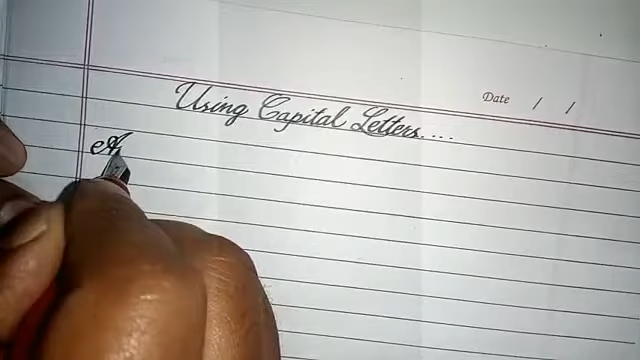 Date / /
Using Capital Letters....
A